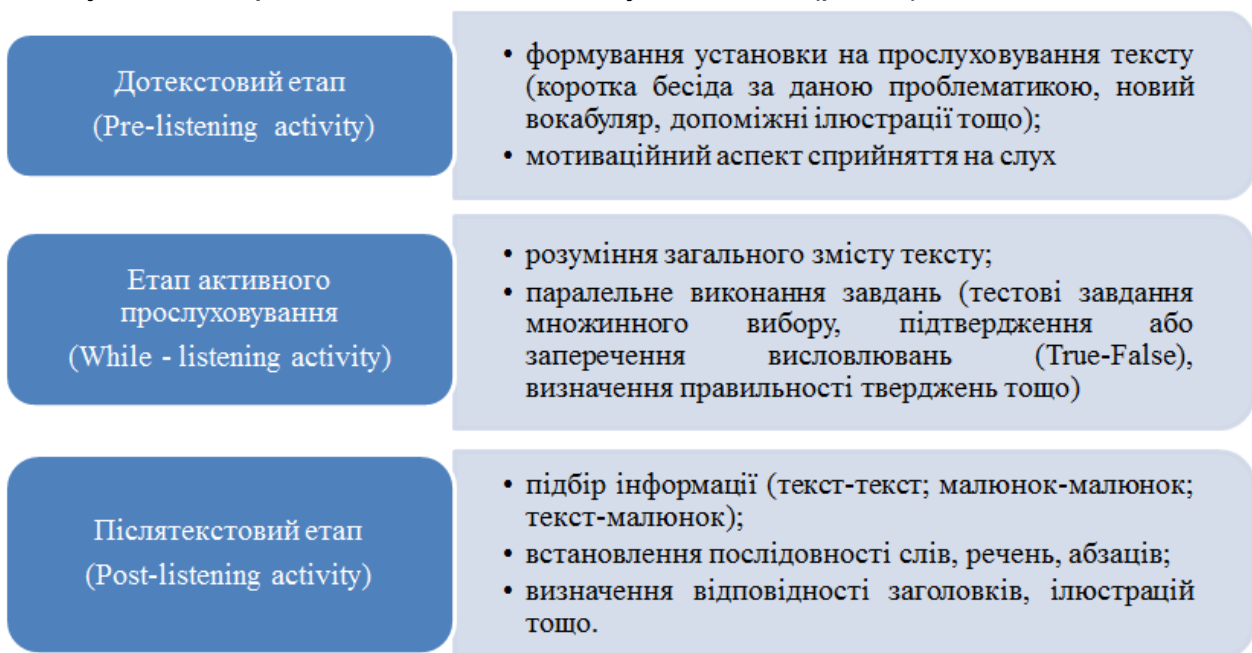 Дотекстовий етап
(Pre-listening activity)
• формування установки на прослуховування тексту
(коротка бесіда за даною проблематикою, новий
вокабуляр, допоміжні ілюстрації тощо);
• мотиваційний аспект сприйняття на слух
Етап активного
прослуховування
(While - listening activity)
• розуміння загального змісту тексту;
• паралельне виконання завдань (тестові завдання
множинного вибору, підтвердження або
заперечення висловлювань (True-False),
визначення правильності тверджень тощо)
Післятекстовий етап
(Post-listening activity)
• підбір інформації (текст-текст; малюнок-малюнок;
текст-малюнок);
• встановлення послідовності слів, речень, абзаців;
• визначення відповідності заголовків, ілюстрацій
тощо.